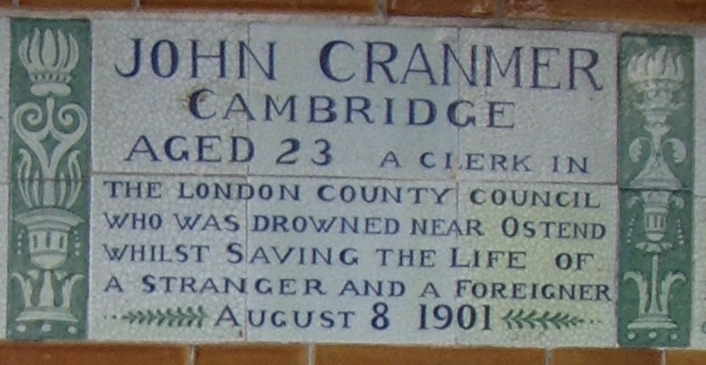 JOHN CRANMER
CAMBRIDGE
AGED 23 A CLERK IN
THE LONDON COUNTY COUNCIL
WHO WAS DROWNED NEAR OSTEND
WHILST SAVING THE LIFE OF
A STRANGER AND A FOREIGNER
AUGUST 8 1901